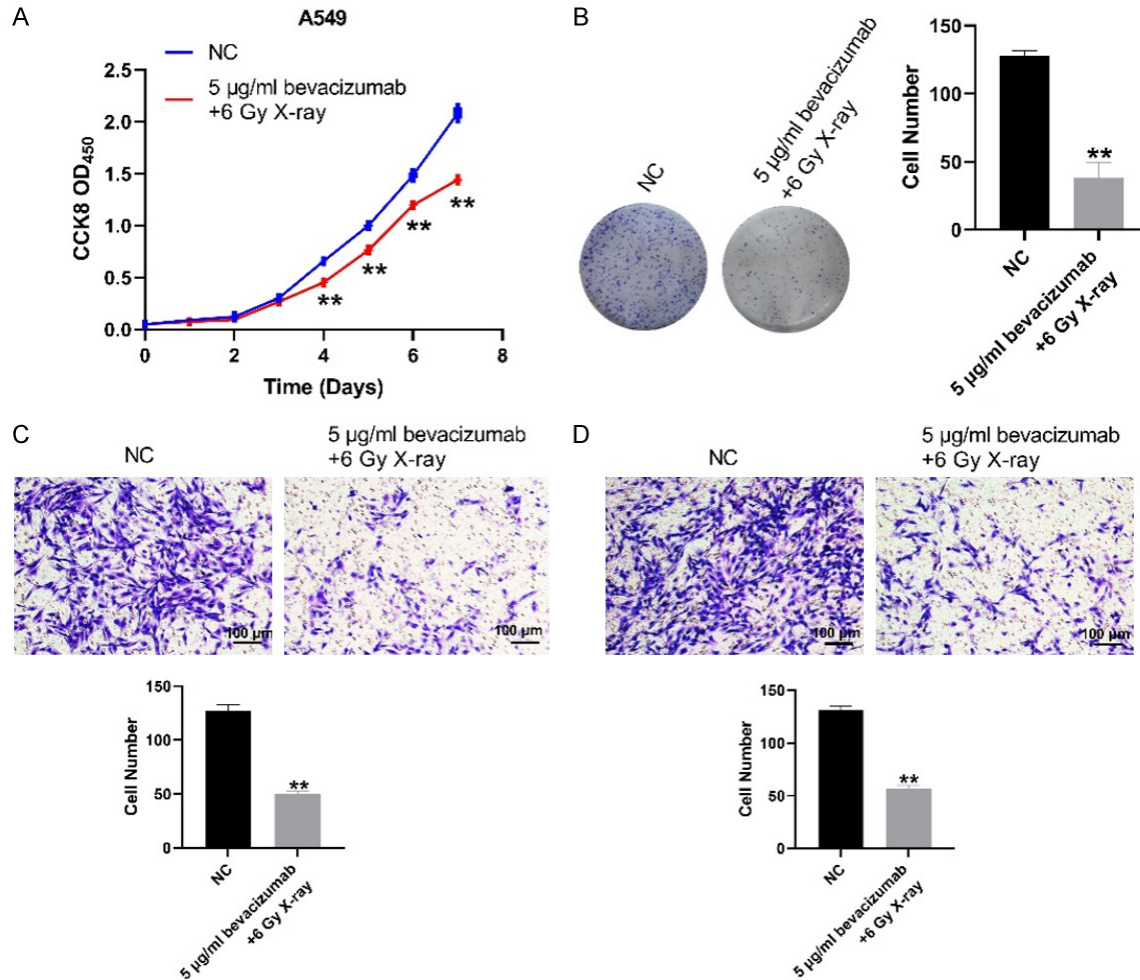 A
A549
NC
5 µg/ml bevacizumab
+6 Gy X-ray
CCK8 OD450
2.5
2.0
1.5
1.0
0.5
0.0
**
**
**
**
0
2
4
6
8
Time (Days)
B
NC
5 µg/ml bevacizumab
+6 Gy X-ray
Cell Number
150
100
50
0
**
NC
5 µg/ml bevacizumab
+6 Gy X-ray
C
NC
5 µg/ml bevacizumab
+6 Gy X-ray
100 µm
100 µm
Cell Number
150
100
50
0
**
NC
5 µg/ml bevacizumab
+6 Gy X-ray
D
NC
5 µg/ml bevacizumab
+6 Gy X-ray
100 µm
100 µm
Cell Number
150
100
50
0
**
NC
5 µg/ml bevacizumab
+6 Gy X-ray